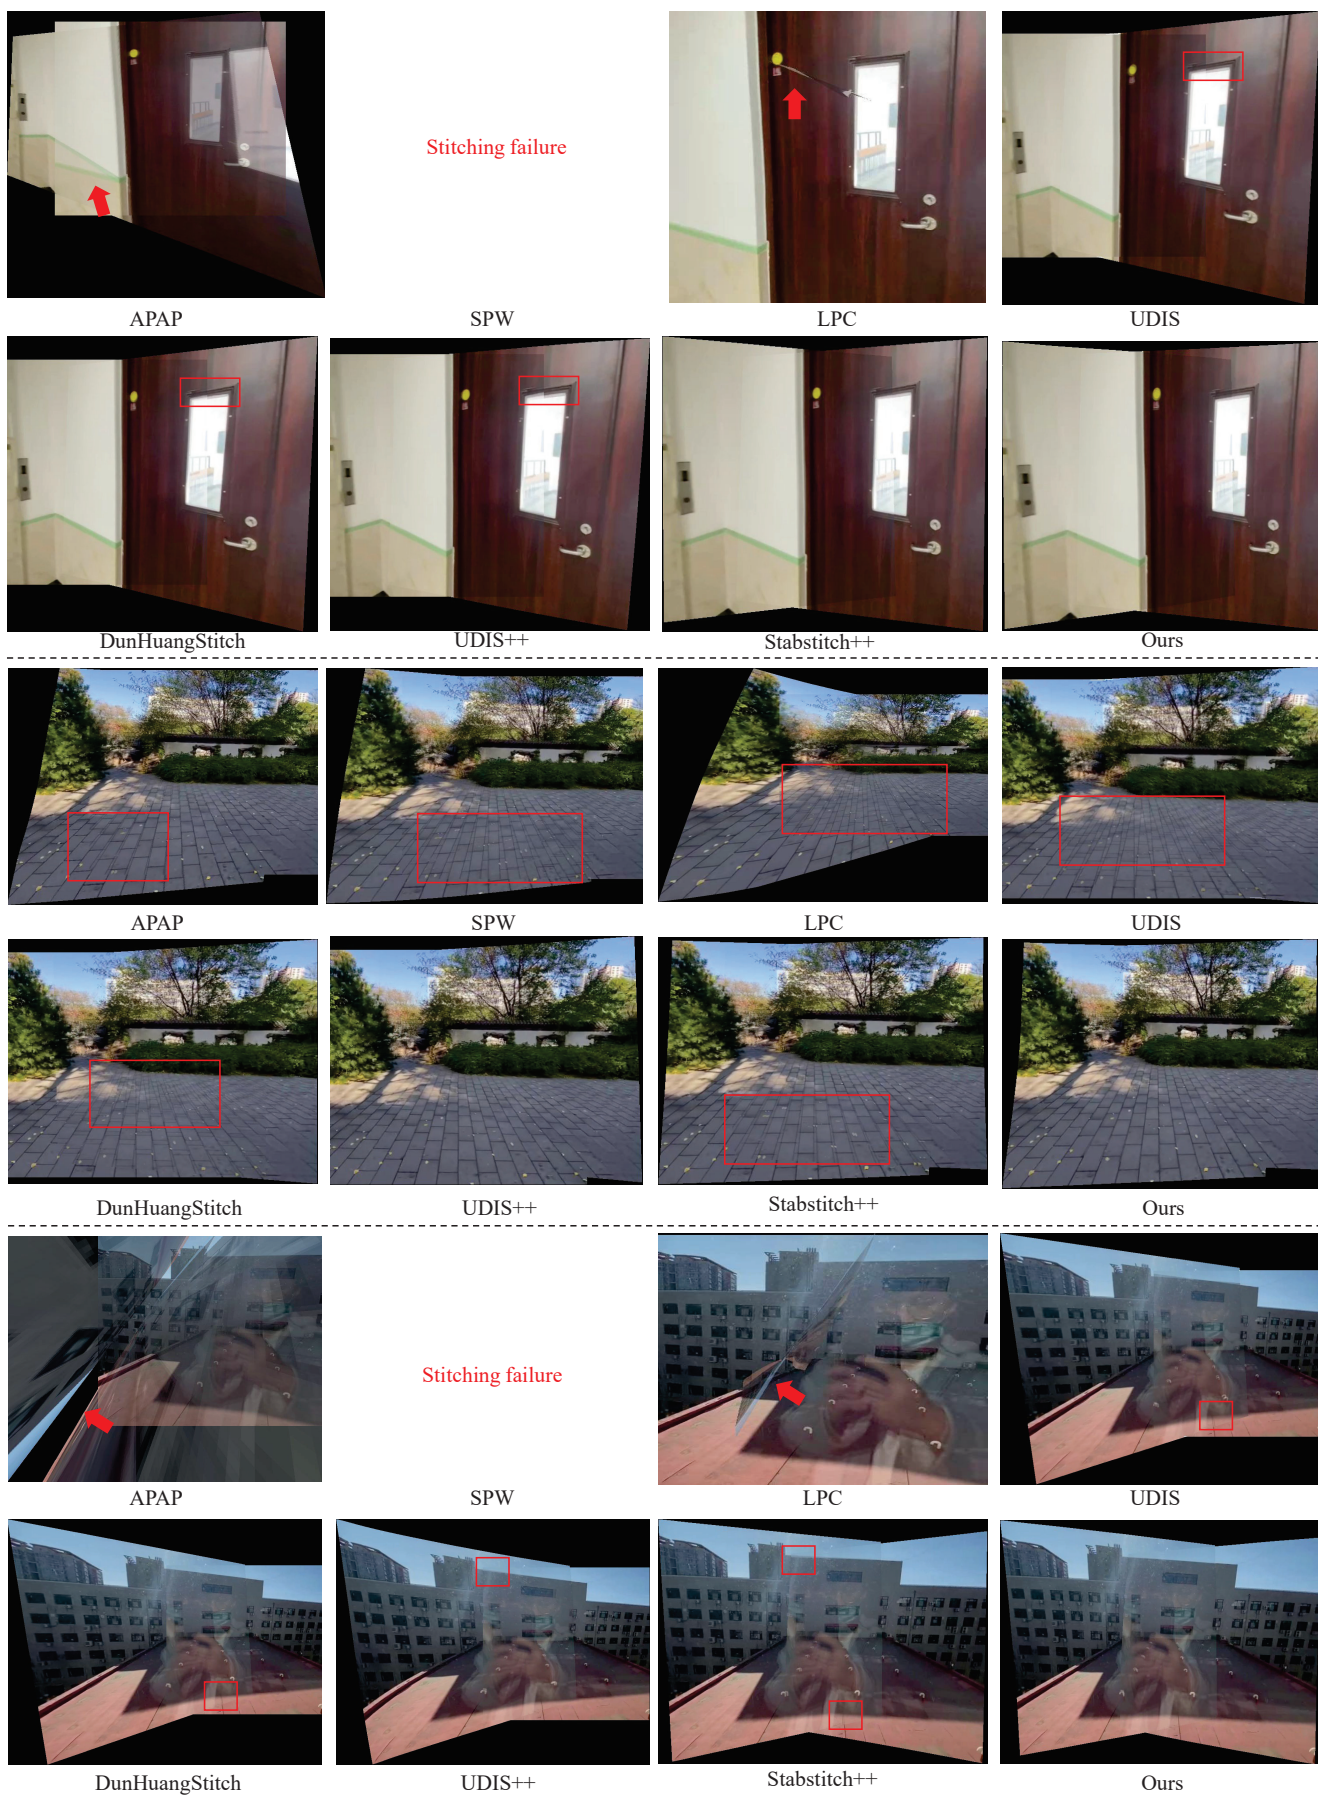 Stitching failure
APAP
SPW
LPC
UDIS
DunHuangStitch
UDIS++
Stabstitch++
Ours
APAP
SPW
LPC
UDIS
DunHuangStitch
UDIS++
Stabstitch++
Ours
Stitching failure
APAP
SPW
LPC
UDIS
DunHuangStitch
UDIS++
Stabstitch++
Ours